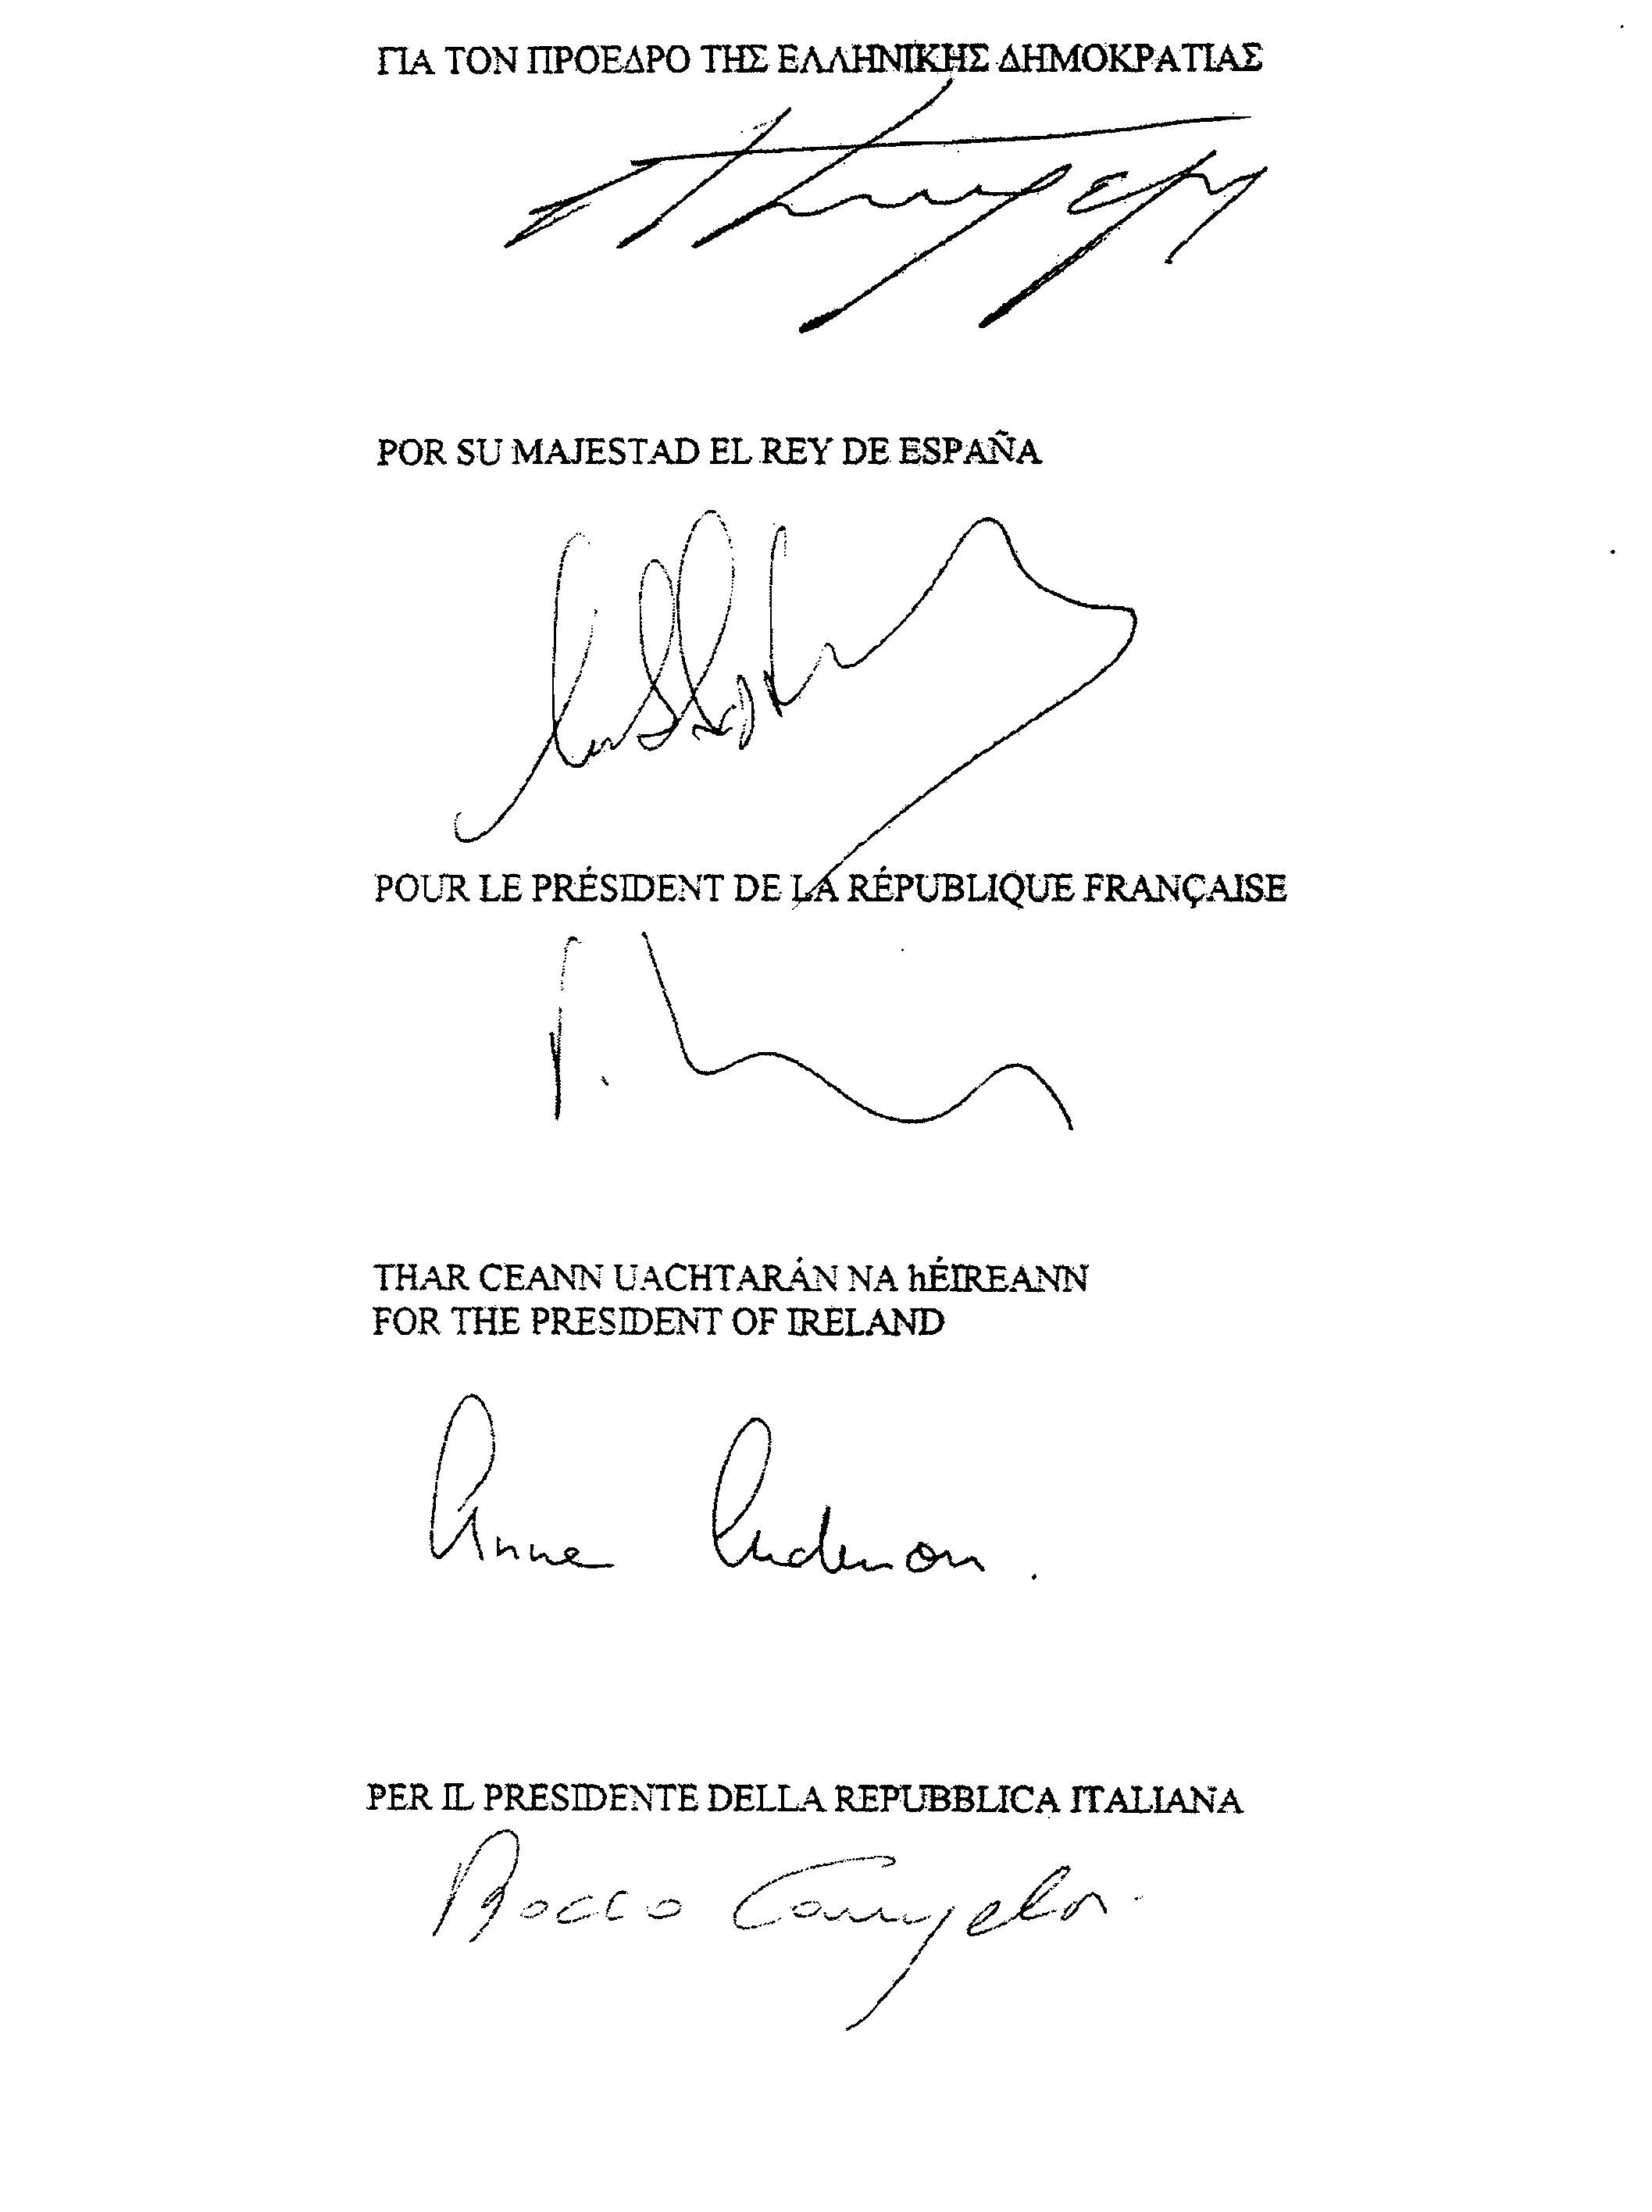 ΓΙΑ ΤΟΝ ΠΡΟΕΔΡΟ ΤΗΣ ΕΛΛΗΝΙΚΗΣ ΔΗΜΟΚΡΑΤΙΑΣ
POR SU MAJESTAD EL REY DE ESPAÑA
POUR LE PRÉSIDENT DE LA RÉPUBLIQUE FRANÇAISE
THAR CEANN UACHTARÁN NA hÉIREANN
FOR THE PRESIDENT OF IRELAND
Anne Anderson
PER IL PRESIDENTE DELLA REPUBBLICA ITALIANA
Rocco